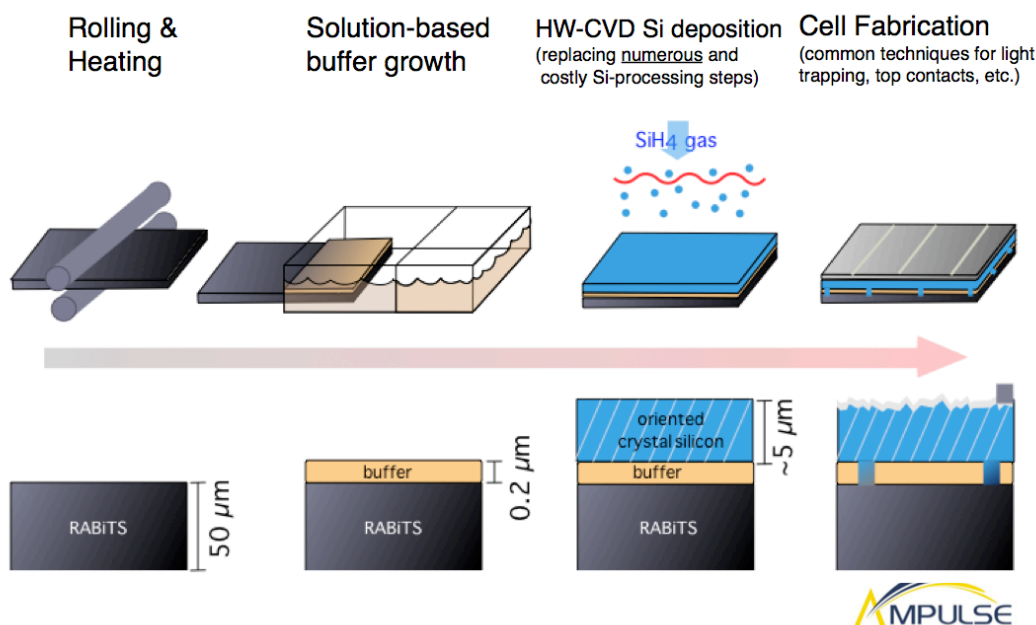 Rolling &
Heating
Solution-based
buffer growth
HW-CVD Si deposition
(replacing numerous and
costly Si-processing steps)
Cell Fabrication
(common techniques for light
trapping, top contacts, etc.)
SiH4 gas
RABiTS
50 µm
buffer
RABiTS
0.2 µm
oriented
crystal silicon
buffer
RABiTS
~5 µm
AMPULSE